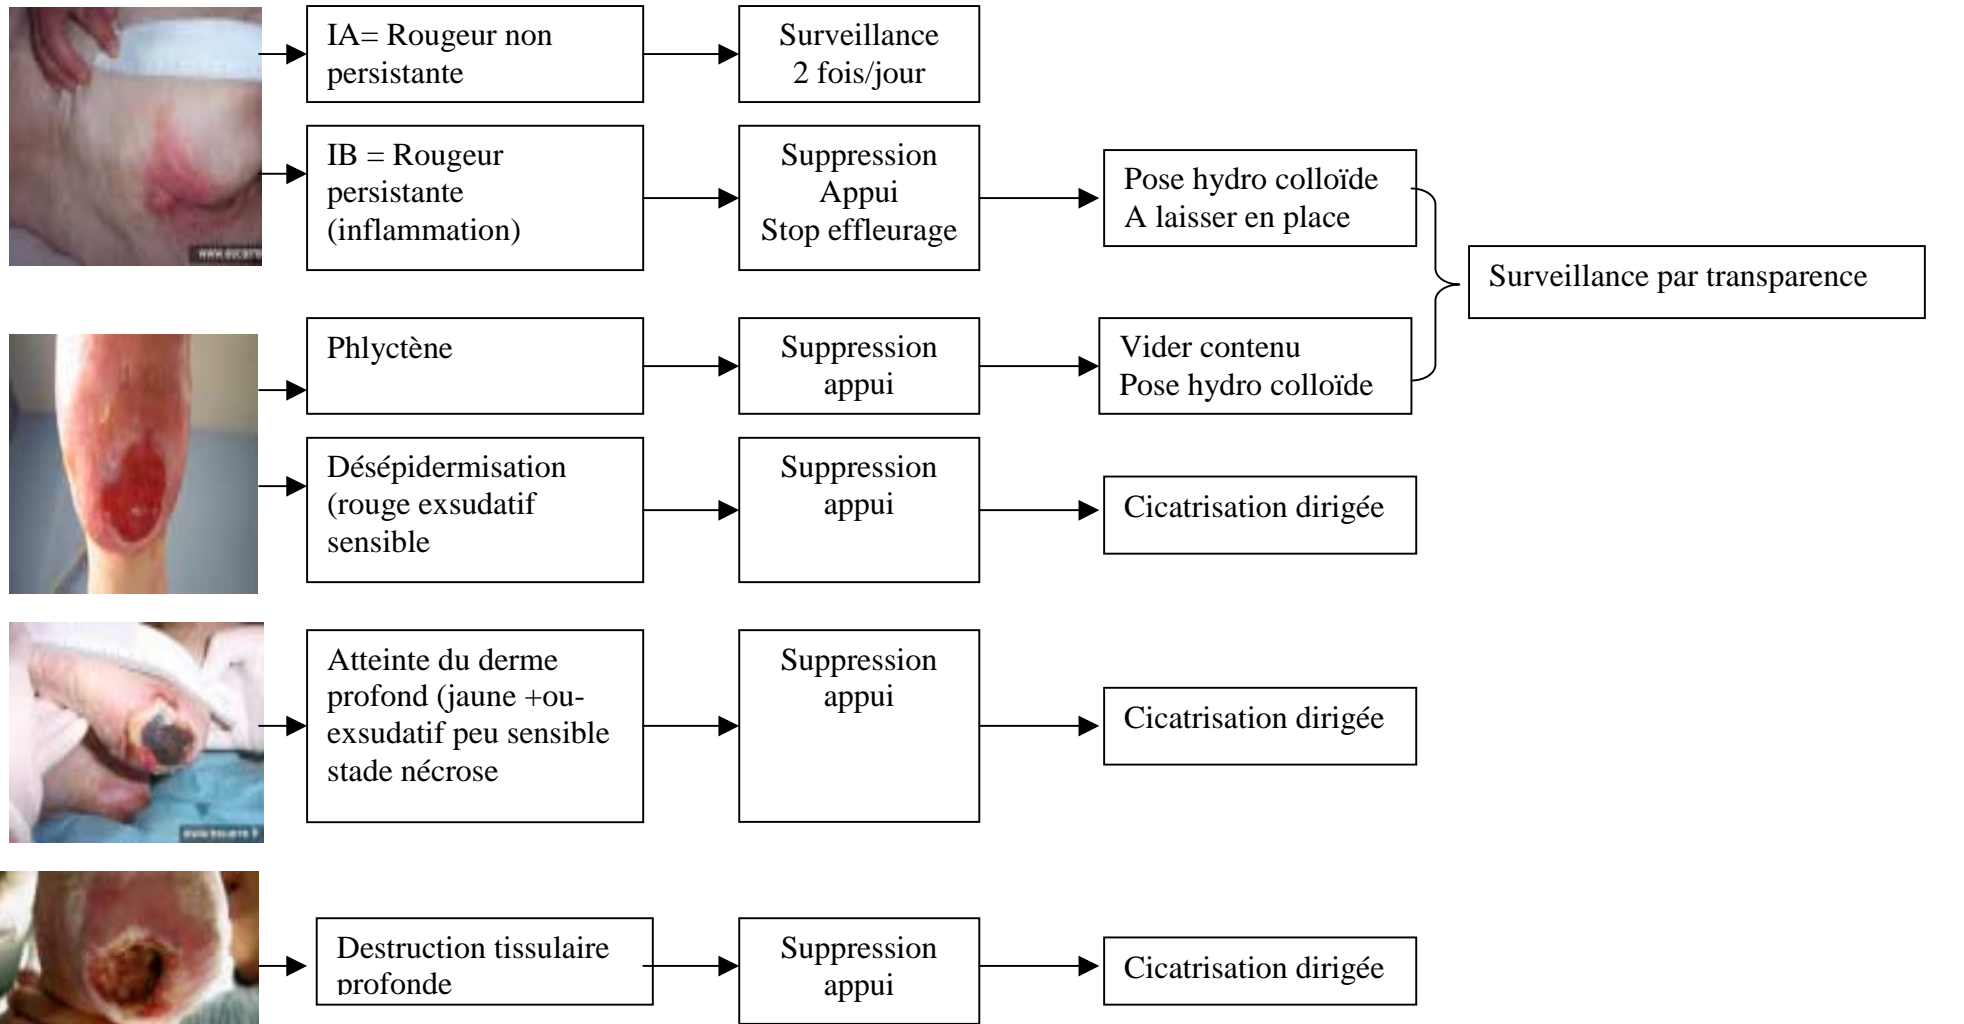 IA= Rougeur non
persistante
Surveillance
2 fois/jour
IB = Rougeur
persistante
(inflammation)
Suppression
Appui
Stop effleurage
Pose hydro colloïde
A laisser en place
Surveillance par transparence
Phlyctène
Suppression
appui
Vider contenu
Pose hydro colloïde
Désépidermisation
(rouge exsudatif
sensible
Suppression
appui
Cicatrisation dirigée
Atteinte du derme
profond (jaune +ou-
exsudatif peu sensible
stade nécrose
Suppression
appui
Cicatrisation dirigée
Destruction tissulaire
profonde
Suppression
appui
Cicatrisation dirigée